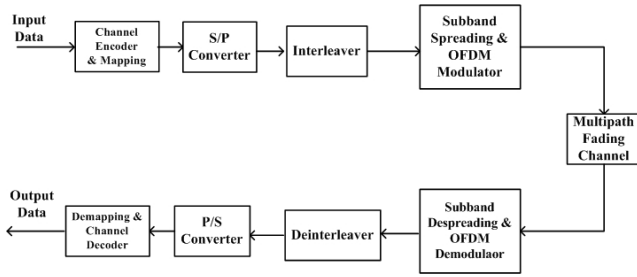 Input
Data
Channel
Encoder
& Mapping
S/P
Converter
Interleaver
Subband
Spreading &
OFDM
Modulator
Multipath
Fading
Channel
Output
Data
Demapping &
Channel
Decoder
P/S
Converter
Deinterleaver
Subband
Despreading &
OFDM
Demodulaor